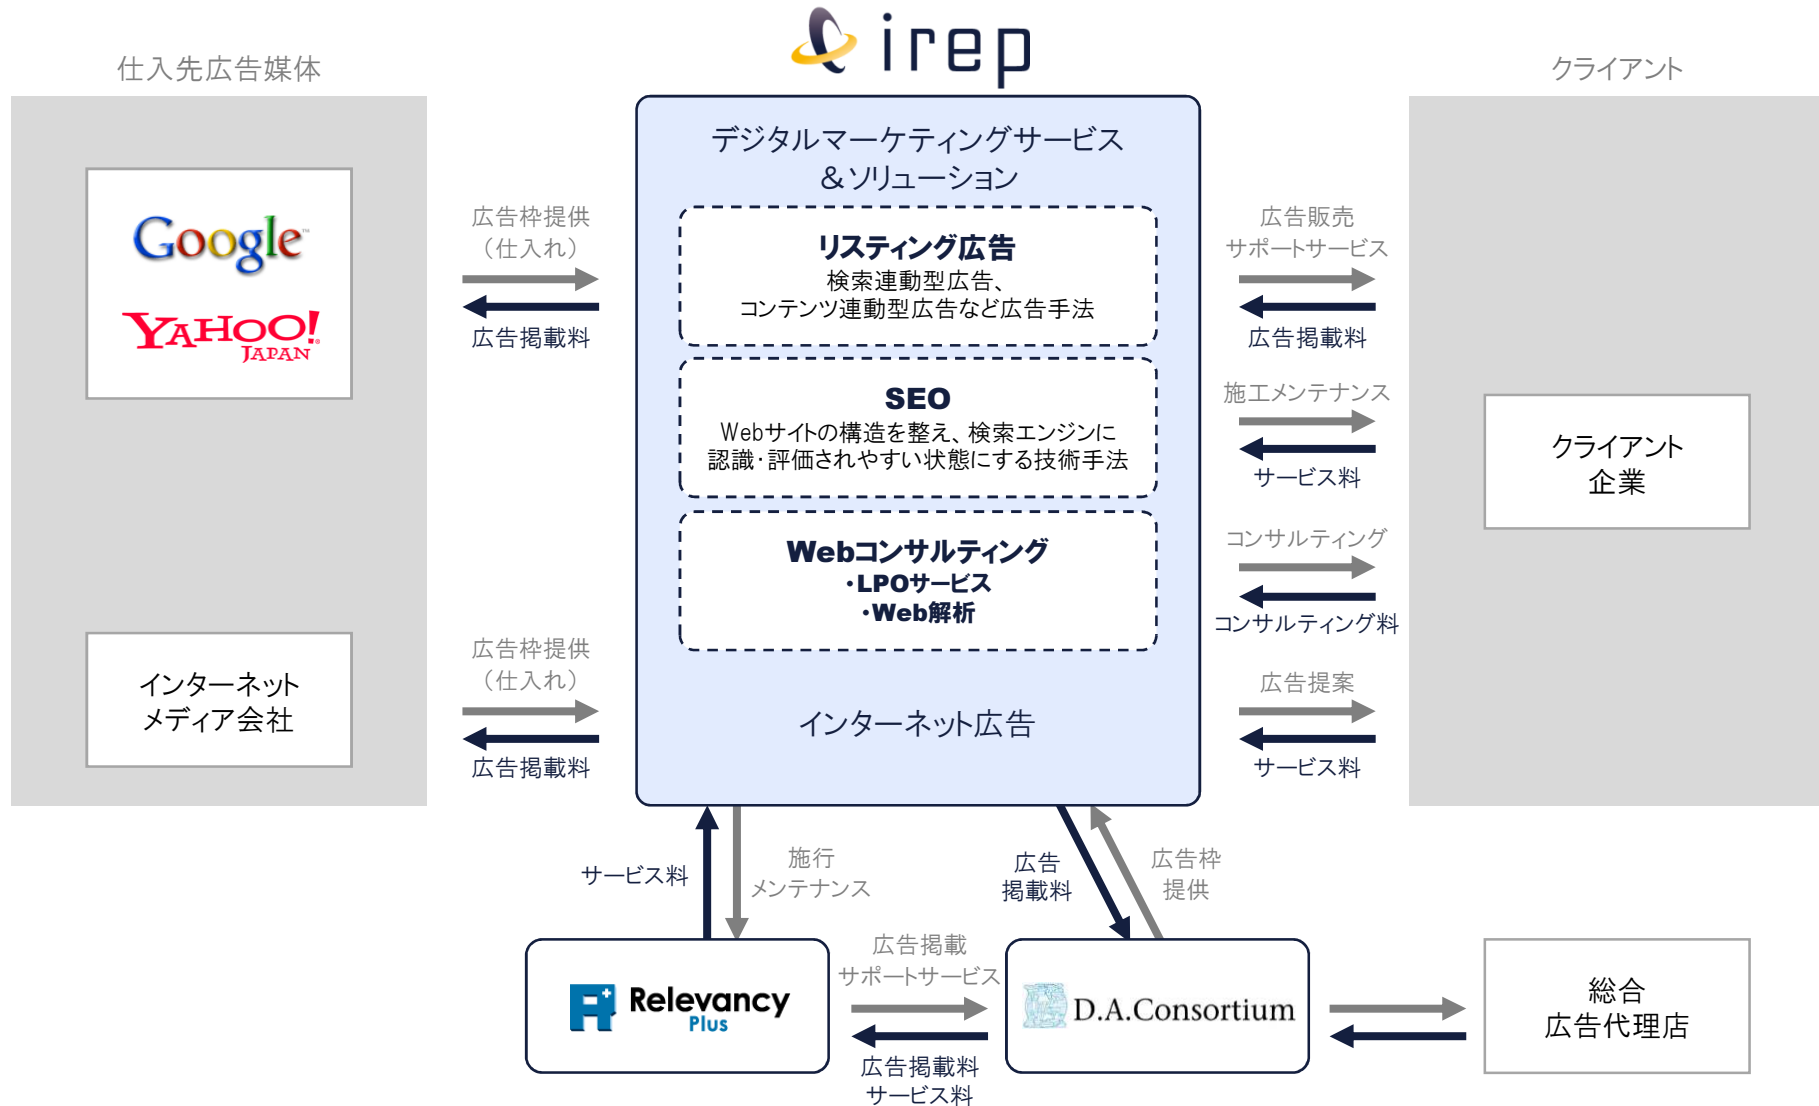 irep
仕入先広告媒体
クライアント
デジタルマーケティングサービス
＆ソリューション
Google™
YAHOO!
JAPAN
広告枠提供
（仕入れ）
広告掲載料
リスティング広告
検索連動型広告、
コンテンツ連動型広告など広告手法
広告販売
サポートサービス
広告掲載料
SEO
Webサイトの構造を整え、検索エンジンに
認識・評価されやすい状態にする技術手法
施工メンテナンス
サービス料
クライアント
企業
Webコンサルティング
・LPOサービス
・Web解析
コンサルティング
コンサルティング料
インターネット
メディア会社
広告枠提供
（仕入れ）
広告掲載料
インターネット広告
広告提案
サービス料
サービス料
施行
メンテナンス
広告
掲載料
広告枠
提供
Relevancy
Plus
広告掲載
サポートサービス
広告掲載料
サービス料
D.A.Consortium
総合
広告代理店